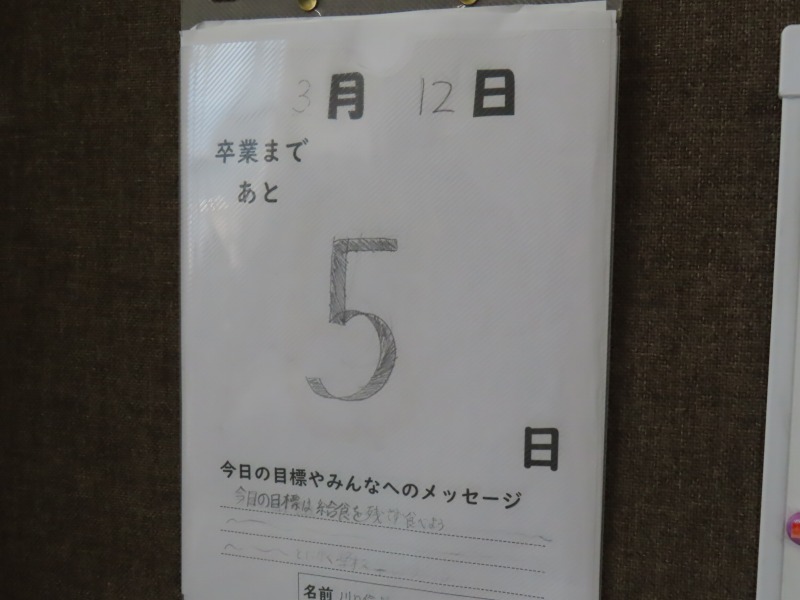 3月 12日
卒業まで
あと
5
日
今日の目標やみんなへのメッセージ
今日の目標は給食を残さず食べよう
名前